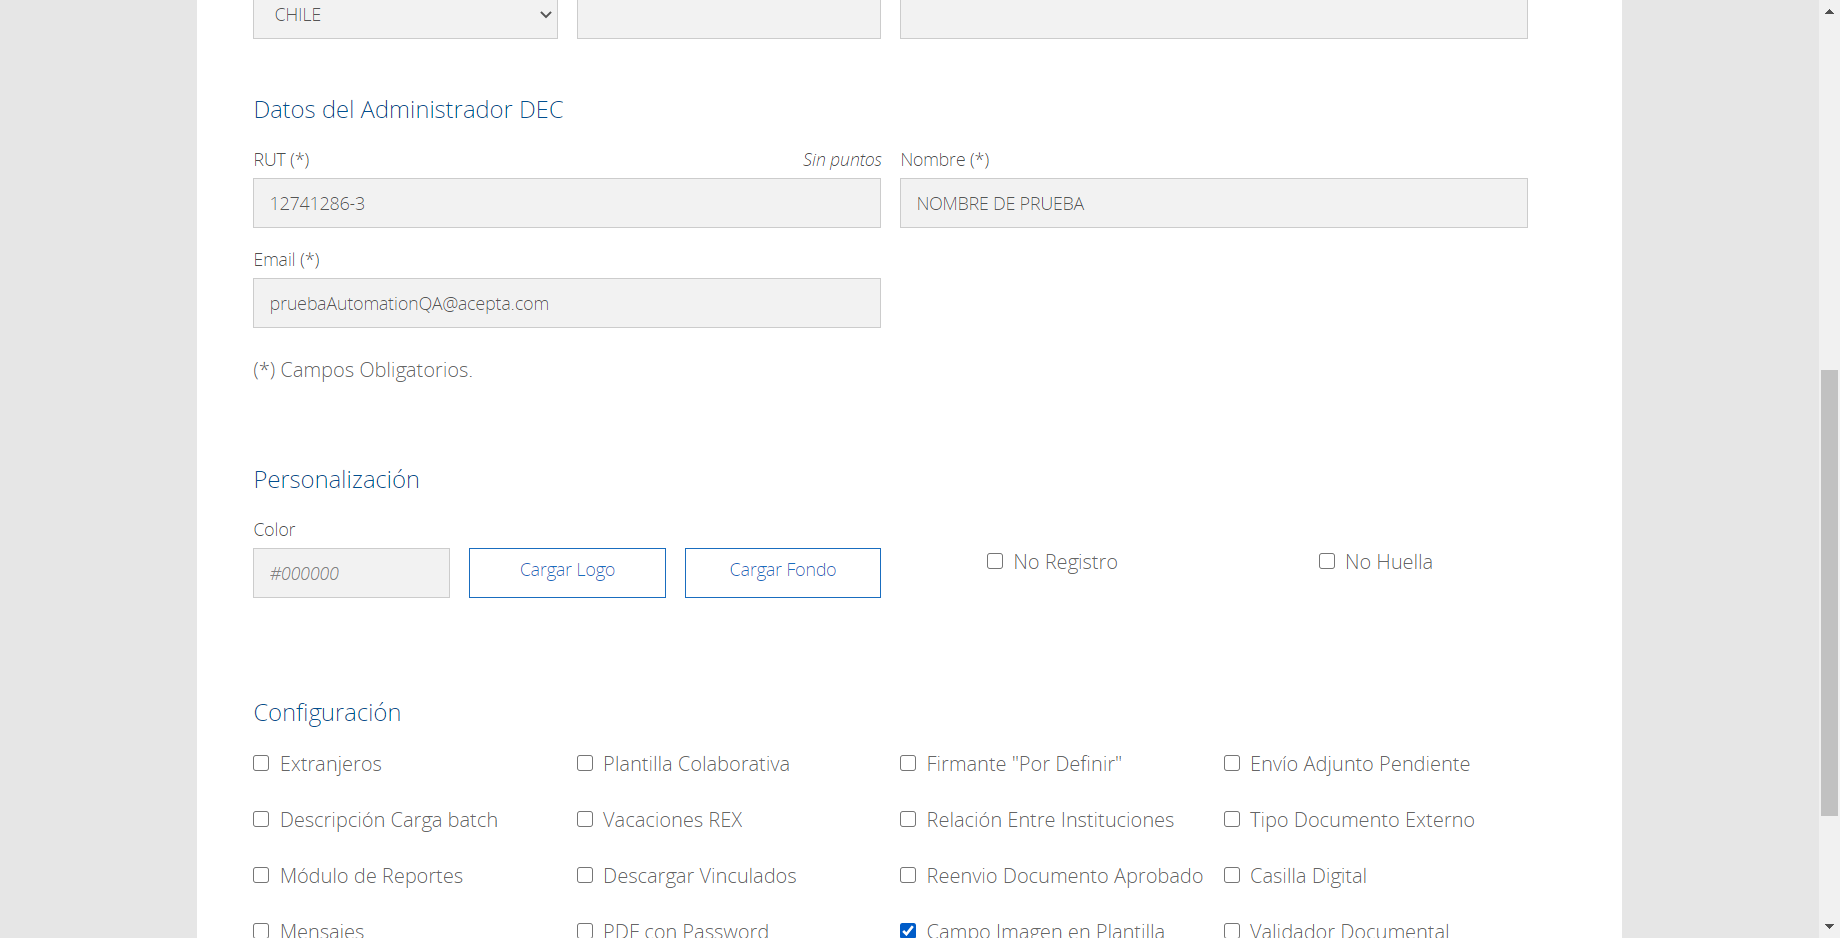 CHILE
Datos del Administrador DEC
RUT (*) Sin puntos Nombre (*)
12741286-3 NOMBRE DE PRUEBA
Email (*)
pruebaAutomationQA@acepta.com
(*) Campos Obligatorios.
Personalización
Color
#000000 Cargar Logo Cargar Fondo No Registro No Huella
Configuración
Extranjeros Plantilla Colaborativa Firmante "Por Definir" Envío Adjunto Pendiente
Descripción Carga batch Vacaciones REX Relación Entre Instituciones Tipo Documento Externo
Módulo de Reportes Descargar Vinculados Reenvio Documento Aprobado Casilla Digital
Mensajes PDF con Password Campo Imagen en Plantilla Validador Documental